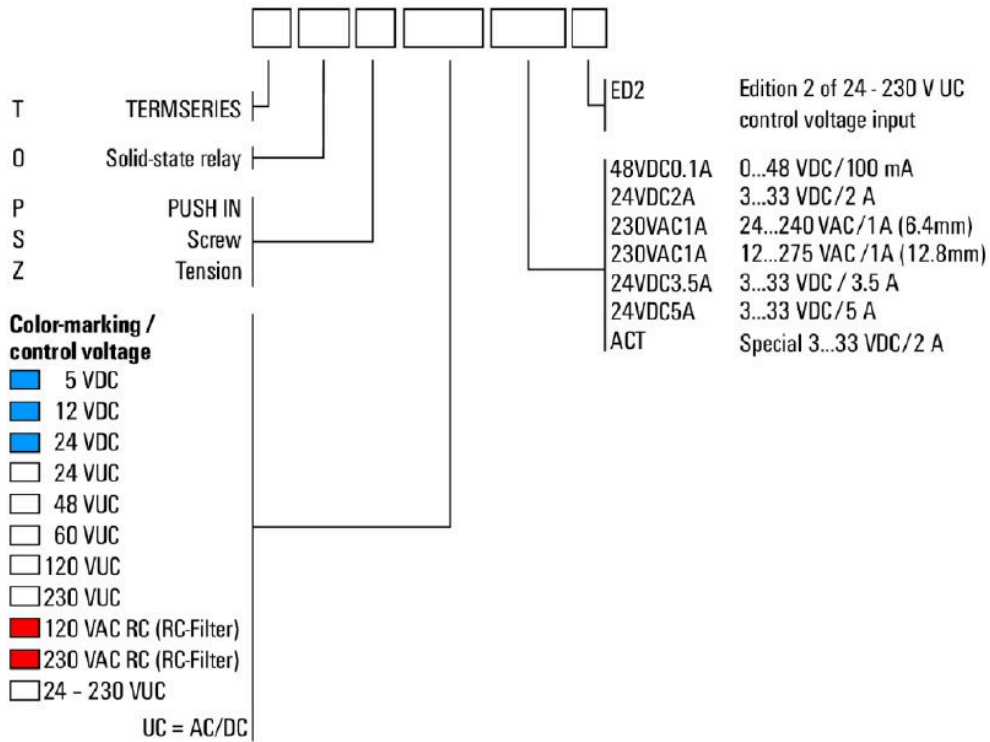 T TERMSERIES
O Solid-state relay
P PUSH IN
S Screw
Z Tension
Color-marking /
control voltage
5 VDC
12 VDC
24 VDC
24 VUC
48 VUC
60 VUC
120 VUC
230 VUC
120 VAC RC (RC-Filter)
230 VAC RC (RC-Filter)
24 – 230 VUC
UC = AC/DC
ED2 Edition 2 of 24 - 230 V UC
control voltage input
48VDC0.1A 0...48 VDC/100 mA
24VDC2A 3...33 VDC/2 A
230VAC1A 24...240 VAC/1A (6.4mm)
230VAC1A 12...275 VAC /1A (12.8mm)
24VDC3.5A 3...33 VDC / 3.5 A
24VDC5A 3...33 VDC/5 A
ACT Special 3...33 VDC/2 A